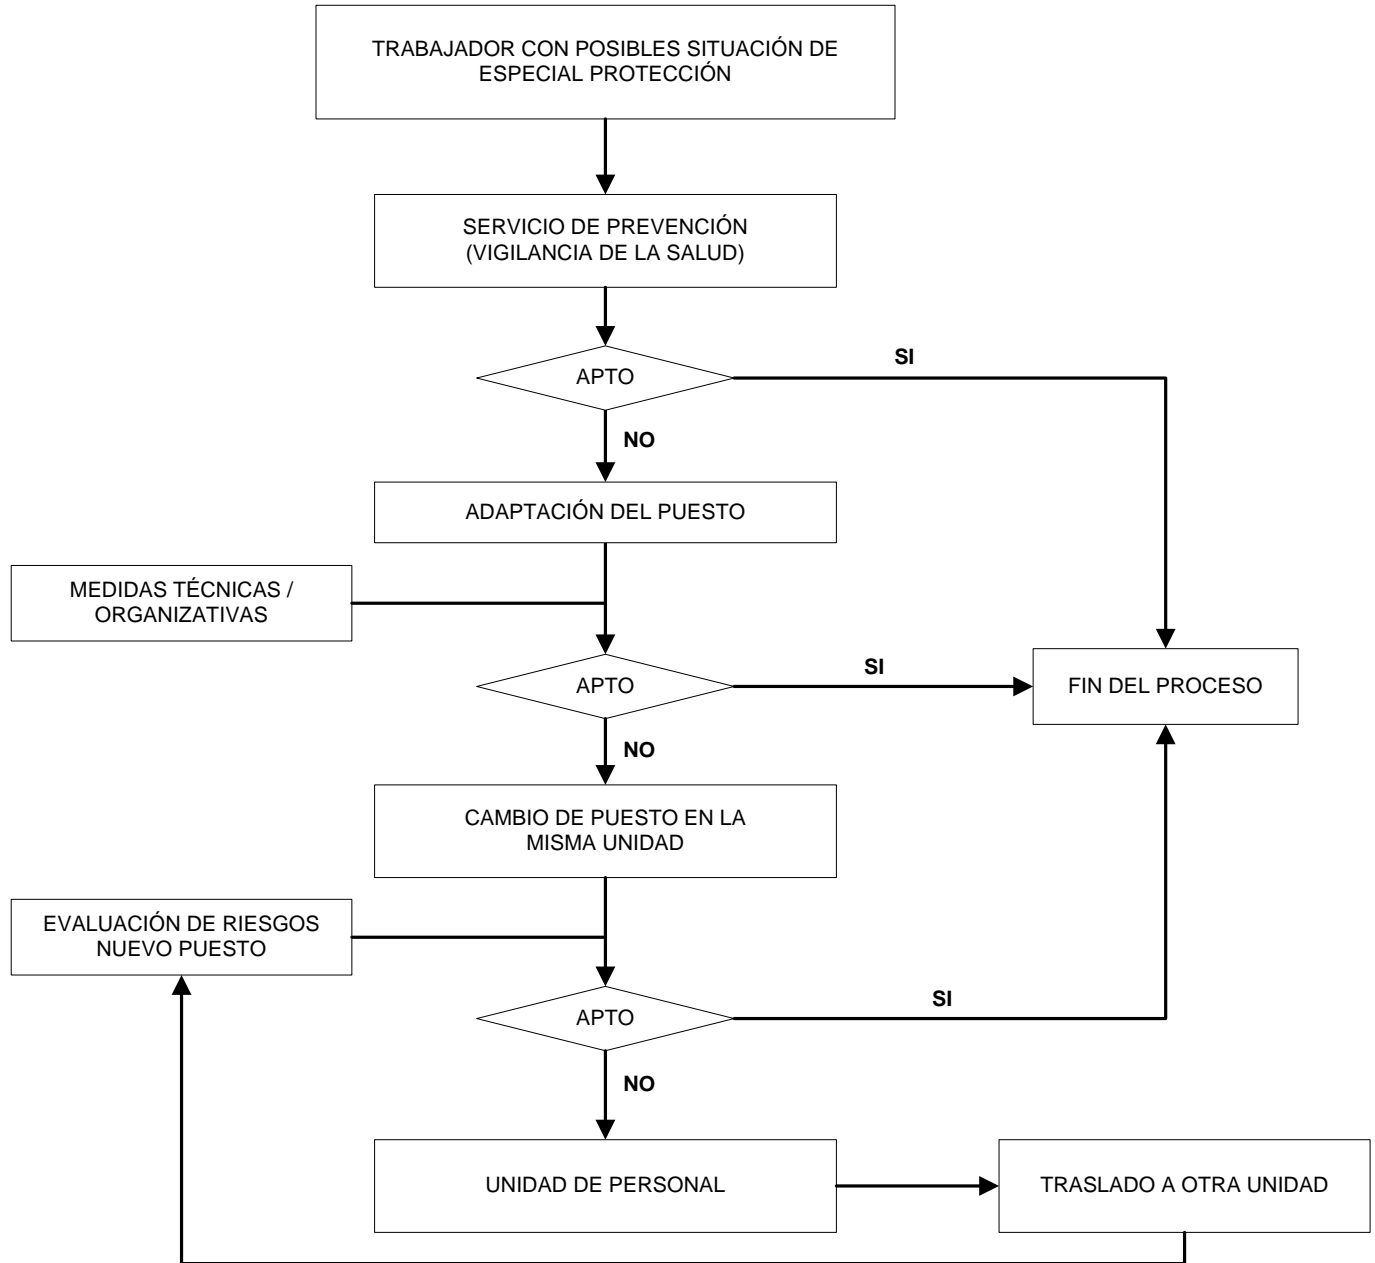 TRABAJADOR CON POSIBLES SITUACIÓN DE
ESPECIAL PROTECCIÓN
SERVICIO DE PREVENCIÓN
(VIGILANCIA DE LA SALUD)
APTO
SI
NO
ADAPTACIÓN DEL PUESTO
MEDIDAS TÉCNICAS /
ORGANIZATIVAS
APTO
SI
FIN DEL PROCESO
NO
CAMBIO DE PUESTO EN LA
MISMA UNIDAD
EVALUACIÓN DE RIESGOS
NUEVO PUESTO
APTO
SI
NO
UNIDAD DE PERSONAL
TRASLADO A OTRA UNIDAD